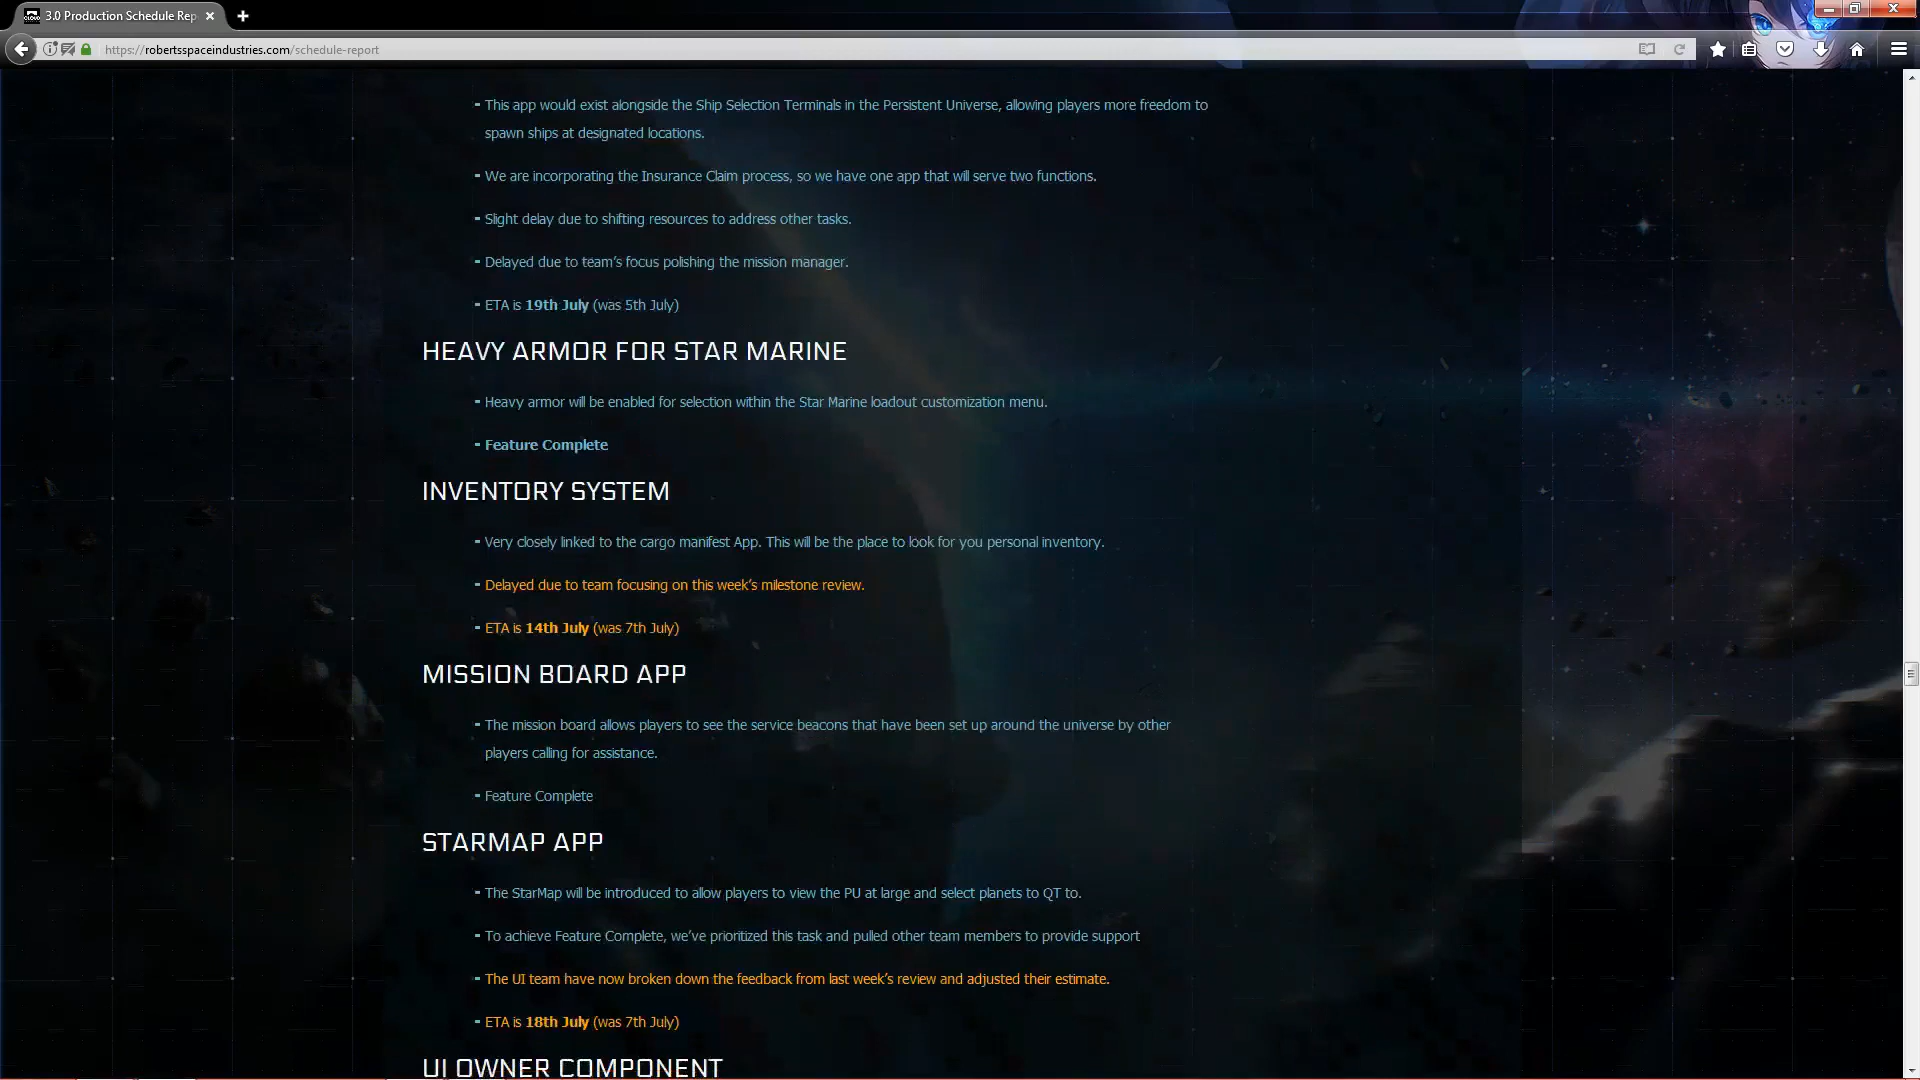 3.0 Production Schedule Rep
https://robertsspaceindustries.com/schedule-report
- This app would exist alongside the Ship Selection Terminals in the Persistent Universe, allowing players more freedom to
spawn ships at designated locations.
- We are incorporating the Insurance Claim process, so we have one app that will serve two functions.
- Slight delay due to shifting resources to address other tasks.
- Delayed due to team's focus polishing the mission manager.
- ETA is 19th July (was 5th July)
HEAVY ARMOR FOR STAR MARINE
- Heavy armor will be enabled for selection within the Star Marine loadout customization menu.
- Feature Complete
INVENTORY SYSTEM
- Very closely linked to the cargo manifest App. This will be the place to look for you personal inventory.
- Delayed due to team focusing on this week's milestone review.
- ETA is 14th July (was 7th July)
MISSION BOARD APP
- The mission board allows players to see the service beacons that have been set up around the universe by other
players calling for assistance.
- Feature Complete
STARMAP APP
- The StarMap will be introduced to allow players to view the PU at large and select planets to QT to.
- To achieve Feature Complete, we've prioritized this task and pulled other team members to provide support
- The UI team have now broken down the feedback from last week's review and adjusted their estimate.
- ETA is 18th July (was 7th July)
UI OWNER COMPONENT